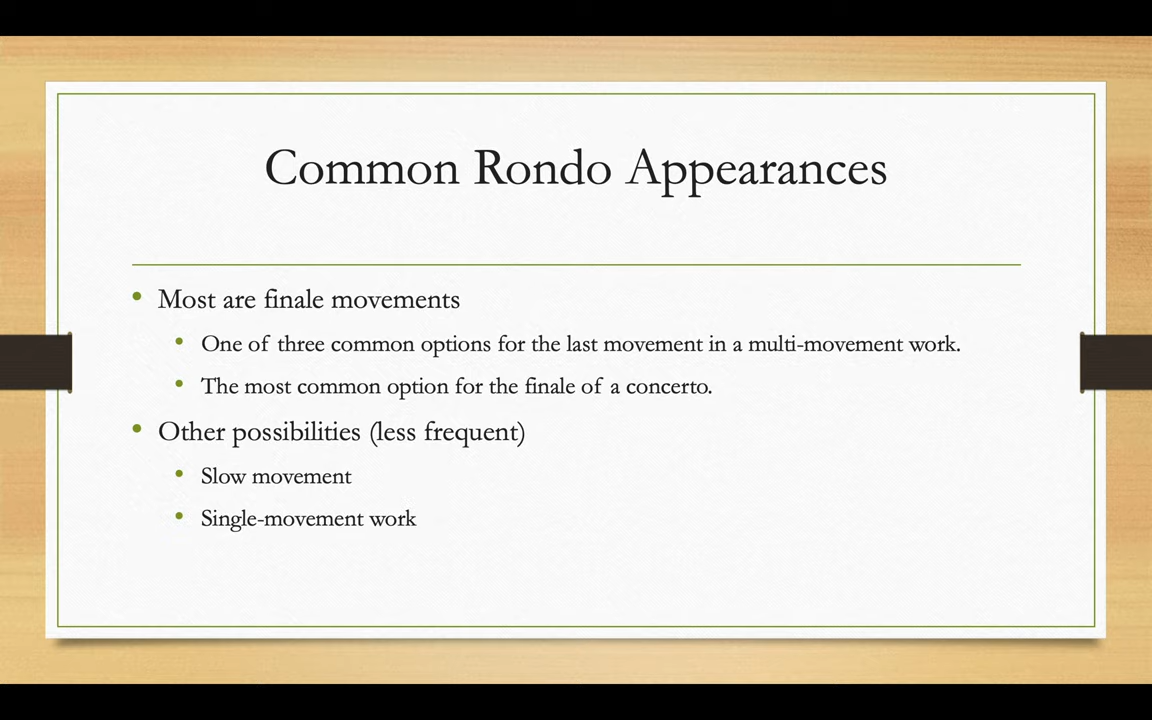 Common Rondo Appearances
• Most are finale movements
• One of three common options for the last movement in a multi-movement work.
• The most common option for the finale of a concerto.
• Other possibilities (less frequent)
• Slow movement
• Single-movement work